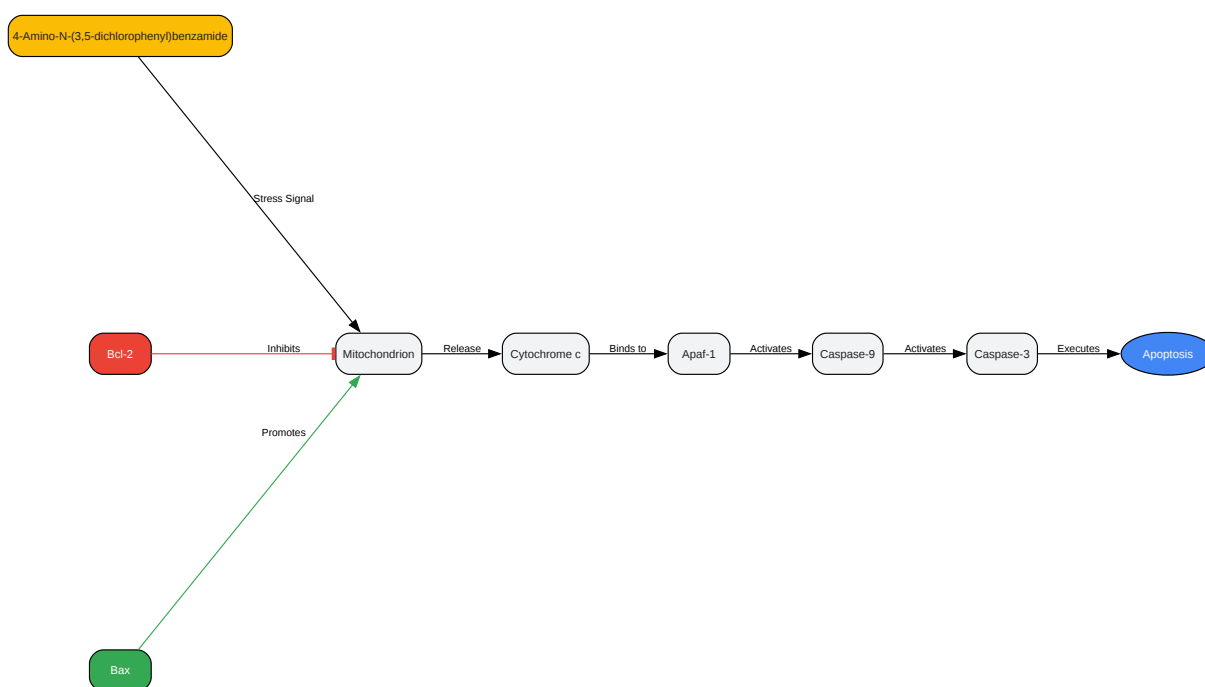 4-Amino-N-(3,5-dichlorophenyl)benzamide
Stress Signal
Bcl-2
Inhibits
Mitochondrion
Release
Cytochrome c
Binds to
Apaf-1
Activates
Caspase-9
Activates
Caspase-3
Executes
Apoptosis
Promotes
Bax